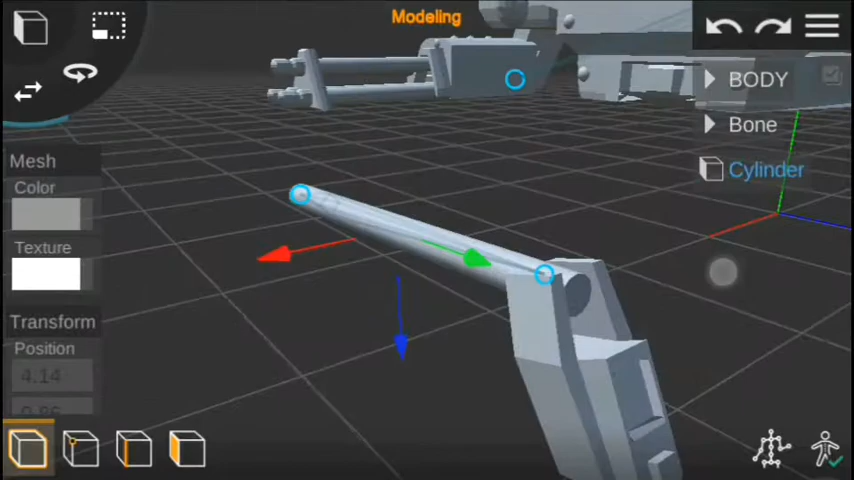 Modeling
BODY
Bone
Cylinder
Mesh
Color
Texture
Transform
Position
4.14